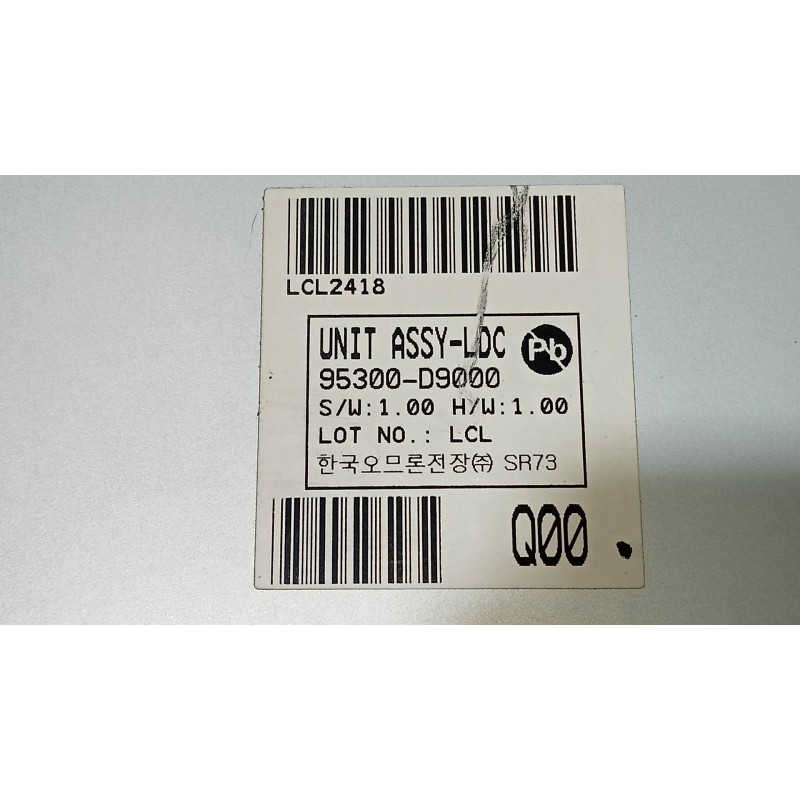 LCL2418
UNIT ASSY-LDC Pb
95300-D9000
S/W:1.00 H/W:1.00
LOT NO.: LCL
한국오므론전장㈜ SR73
Q00